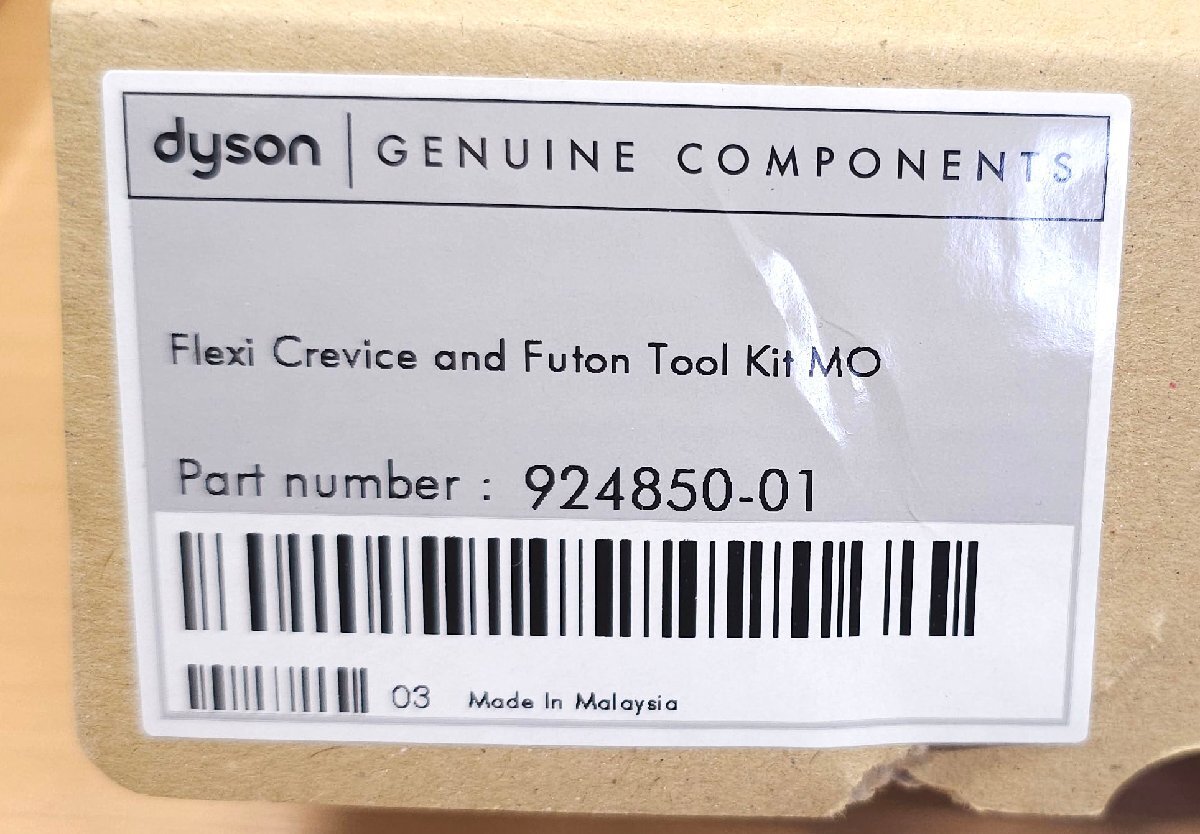 dyson | GENUINE COMPONENTS
Flexi Crevice and Futon Tool Kit MO
Part number : 924850-01
03 Made In Malaysia